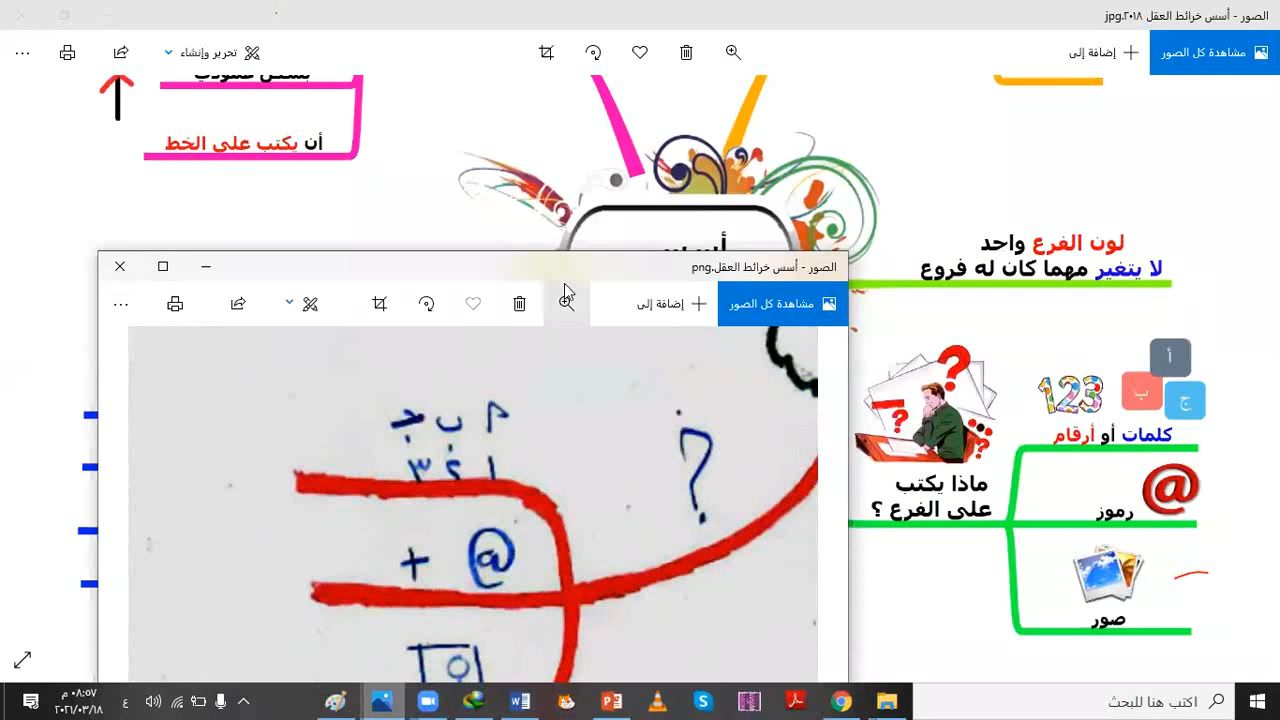 الصور - أسس خرائط العقل ٢٠١٨.jpg
مشاهدة كل الصور
إضافة إلى
تحرير وإنشاء
أن يكتب على الخط
أسس
لون الفرع واحد
لا يتغير مهما كان له فروع
الصور - أسس خرائط العقل.png
مشاهدة كل الصور
إضافة إلى
أ ب ج
١ ٢ ٣
؟
@ +
أ
ب
ج
123
كلمات أو أرقام
ماذا يكتب
على الفرع ؟
@
رموز
صور
اكتب هنا للبحث
ع
٠٨:٥٧ م
٢٠٢١/٠٣/١٨